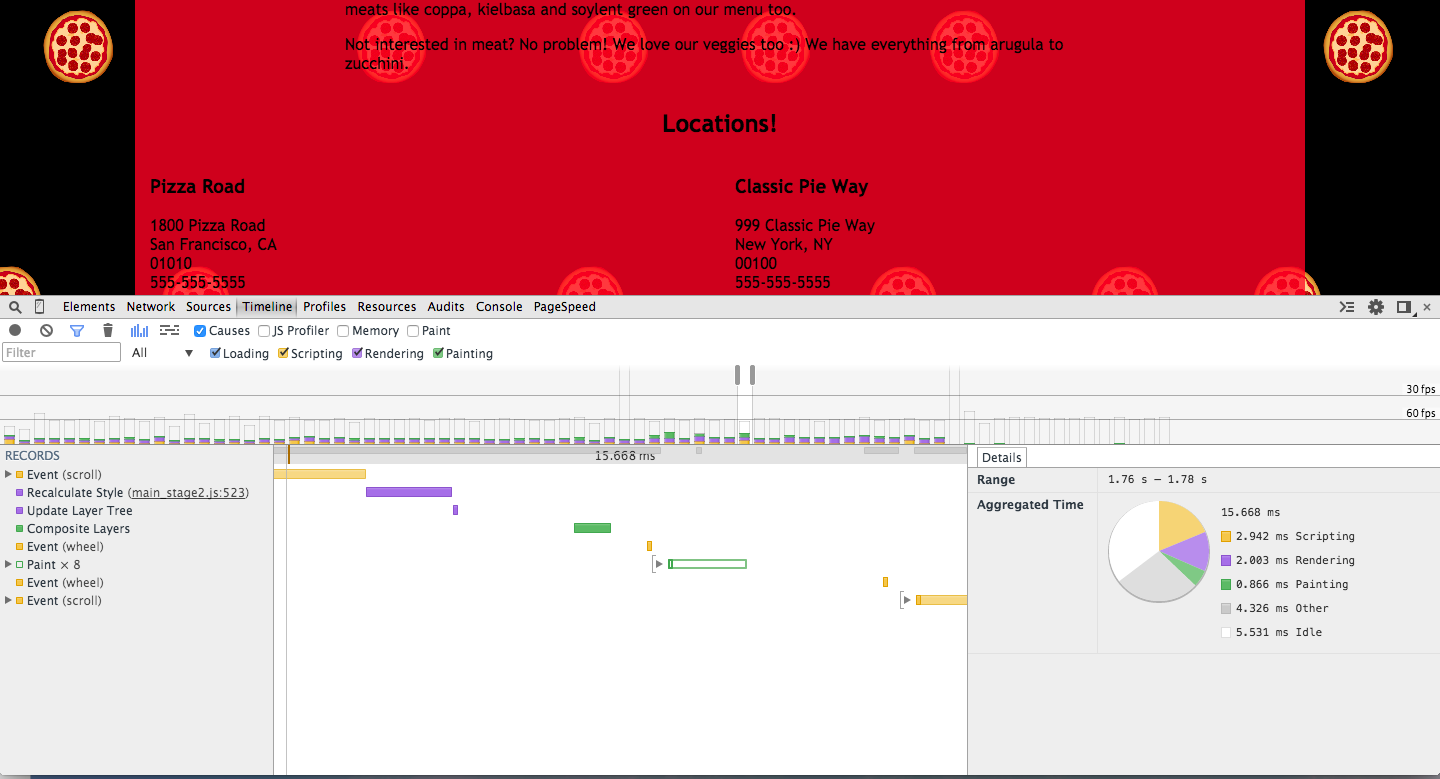 meats like coppa, kielbasa and soylent green on our menu too.
Not interested in meat? No problem! We love our veggies too :) We have everything from arugula to
zucchini.
Locations!
Pizza Road
1800 Pizza Road
San Francisco, CA
01010
555-555-5555
Classic Pie Way
999 Classic Pie Way
New York, NY
00100
555-555-5555
Elements Network Sources Timeline Profiles Resources Audits Console PageSpeed
Causes JS Profiler Memory Paint
Filter All Loading Scripting Rendering Painting
30 fps
60 fps
RECORDS
15.668 ms
Event (scroll)
Recalculate Style (main_stage2.js:523)
Update Layer Tree
Composite Layers
Event (wheel)
Paint × 8
Event (wheel)
Event (scroll)
Details
Range 1.76 s – 1.78 s
Aggregated Time
15.668 ms
2.942 ms Scripting
2.003 ms Rendering
0.866 ms Painting
4.326 ms Other
5.531 ms Idle